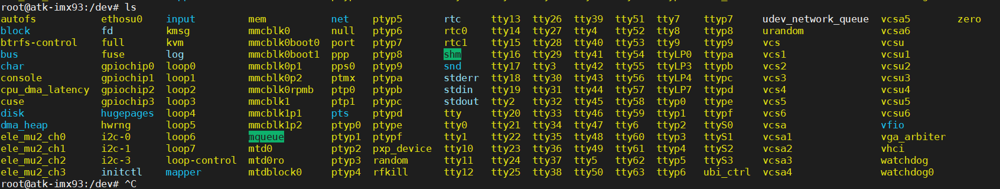 root@atk-imx93:/dev# ls
autofs ethosu0 input mem net ptyp5 rtc tty13 tty26 tty39 tty51 tty7 ttyp7 udev_network_queue vcsa5 zero
block fd kmsg mmcblk0 null ptyp6 rtc0 tty14 tty27 tty4 tty52 tty8 ttyp8 urandom vcsa6
btrfs-control full kvm mmcblk0boot0 port ptyp7 rtc1 tty15 tty28 tty40 tty53 tty9 ttyp9 vcs vcsu
bus fuse log mmcblk0boot1 ppp ptyp8 shm tty16 tty29 tty41 tty54 ttyLP0 ttypa vcs1 vcsu1
char gpiochip0 loop0 mmcblk0p1 pps0 ptyp9 snd tty17 tty3 tty42 tty55 ttyLP3 ttypb vcs2 vcsu2
console gpiochip1 loop1 mmcblk0p2 ptmx ptypa stderr tty18 tty30 tty43 tty56 ttyLP4 ttypc vcs3 vcsu3
cpu_dma_latency gpiochip2 loop2 mmcblk0rpmb ptp0 ptypb stdin tty19 tty31 tty44 tty57 ttyLP7 ttypd vcs4 vcsu4
cuse gpiochip3 loop3 mmcblk1 ptp1 ptypc stdout tty2 tty32 tty45 tty58 ttyp0 ttype vcs5 vcsu5
disk hugepages loop4 mmcblk1p1 pts ptypd tty tty20 tty33 tty46 tty59 ttyp1 ttypf vcs6 vcsu6
dma_heap hwrng loop5 mmcblk1p2 ptyp0 ptype tty0 tty21 tty34 tty47 tty6 ttyp2 ttyS0 vcsa vfio
ele_mu2_ch0 i2c-0 loop6 mqueue ptyp1 ptypf tty1 tty22 tty35 tty48 tty60 ttyp3 ttyS1 vcsa1 vga_arbiter
ele_mu2_ch1 i2c-1 loop7 mtd0 ptyp2 pxp_device tty10 tty23 tty36 tty49 tty61 ttyp4 ttyS2 vcsa2 vhci
ele_mu2_ch2 i2c-3 loop-control mtd0ro ptyp3 random tty11 tty24 tty37 tty5 tty62 ttyp5 ttyS3 vcsa3 watchdog
ele_mu2_ch3 initctl mapper mtdblock0 ptyp4 rfkill tty12 tty25 tty38 tty50 tty63 ttyp6 ubi_ctrl vcsa4 watchdog0
root@atk-imx93:/dev# ^C